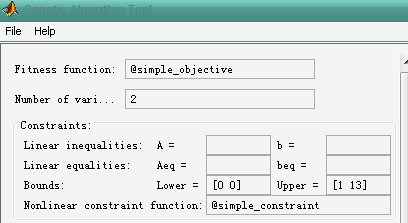 Genetic Algorithm Tool
File Help
Fitness function: @simple_objective
Number of vari... 2
Constraints:
Linear inequalities: A = b =
Linear equalities: Aeq = beq =
Bounds: Lower = [0 0] Upper = [1 13]
Nonlinear constraint function: @simple_constraint